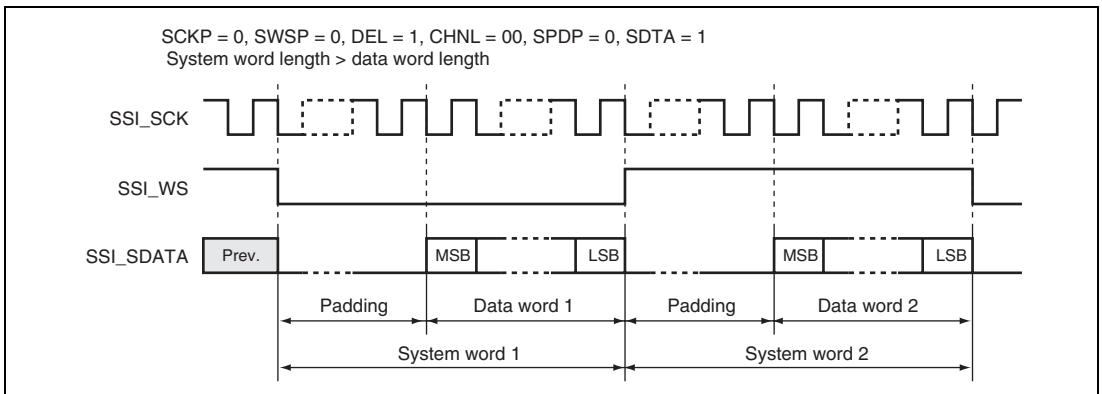 SCKP = 0, SWSP = 0, DEL = 1, CHNL = 00, SPDP = 0, SDTA = 1
System word length > data word length
SSI_SCK
SSI_WS
SSI_SDATA Prev. MSB LSB MSB LSB
Padding Data word 1 Padding Data word 2
System word 1 System word 2